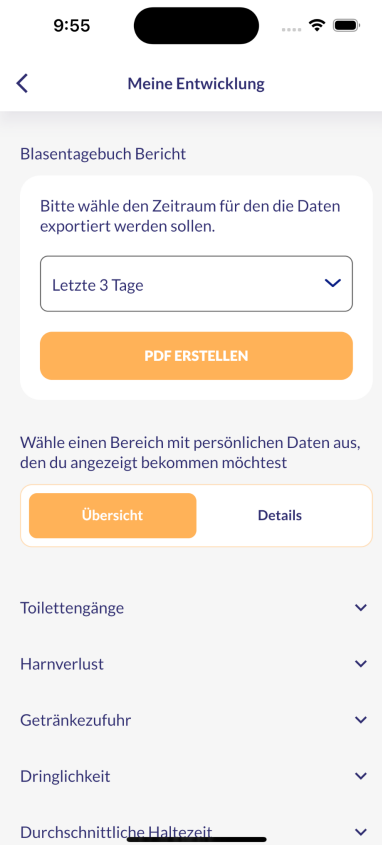 9:55
Meine Entwicklung
Blasentagebuch Bericht
Bitte wähle den Zeitraum für den die Daten
exportiert werden sollen.
Letzte 3 Tage
PDF ERSTELLEN
Wähle einen Bereich mit persönlichen Daten aus,
den du angezeigt bekommen möchtest
Übersicht
Details
Toilettengänge
Harnverlust
Getränkezufuhr
Dringlichkeit
Durchschnittliche Haltezeit